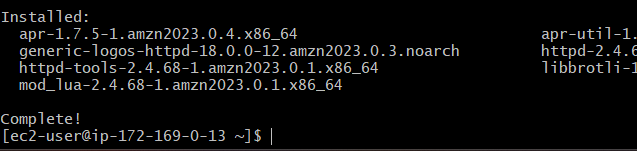 Installed:
apr-1.7.5-1.amzn2023.0.4.x86_64 apr-util-1.
generic-logos-httpd-18.0.0-12.amzn2023.0.3.noarch httpd-2.4.6
httpd-tools-2.4.68-1.amzn2023.0.1.x86_64 libbrotli-1
mod_lua-2.4.68-1.amzn2023.0.1.x86_64
Complete!
[ec2-user@ip-172-169-0-13 ~]$